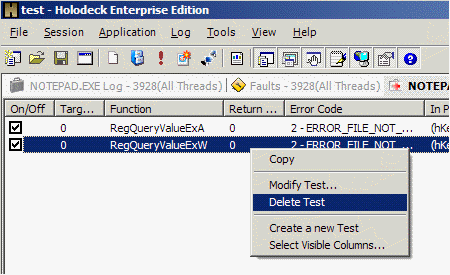 test - Holodeck Enterprise Edition
File Session Application Log Tools View Help
NOTEPAD.EXE Log - 3928(All Threads) Faults - 3928(All Threads) NOTEPA
On/Off Targ... Function Return ... Error Code In P
0 RegQueryValueExA 0 2 - ERROR_FILE_NOT_... (hKe
0 RegQueryValueExW 0 2 - ERROR_FILE_NOT_... (hKe
Copy
Modify Test...
Delete Test
Create a new Test
Select Visible Columns...